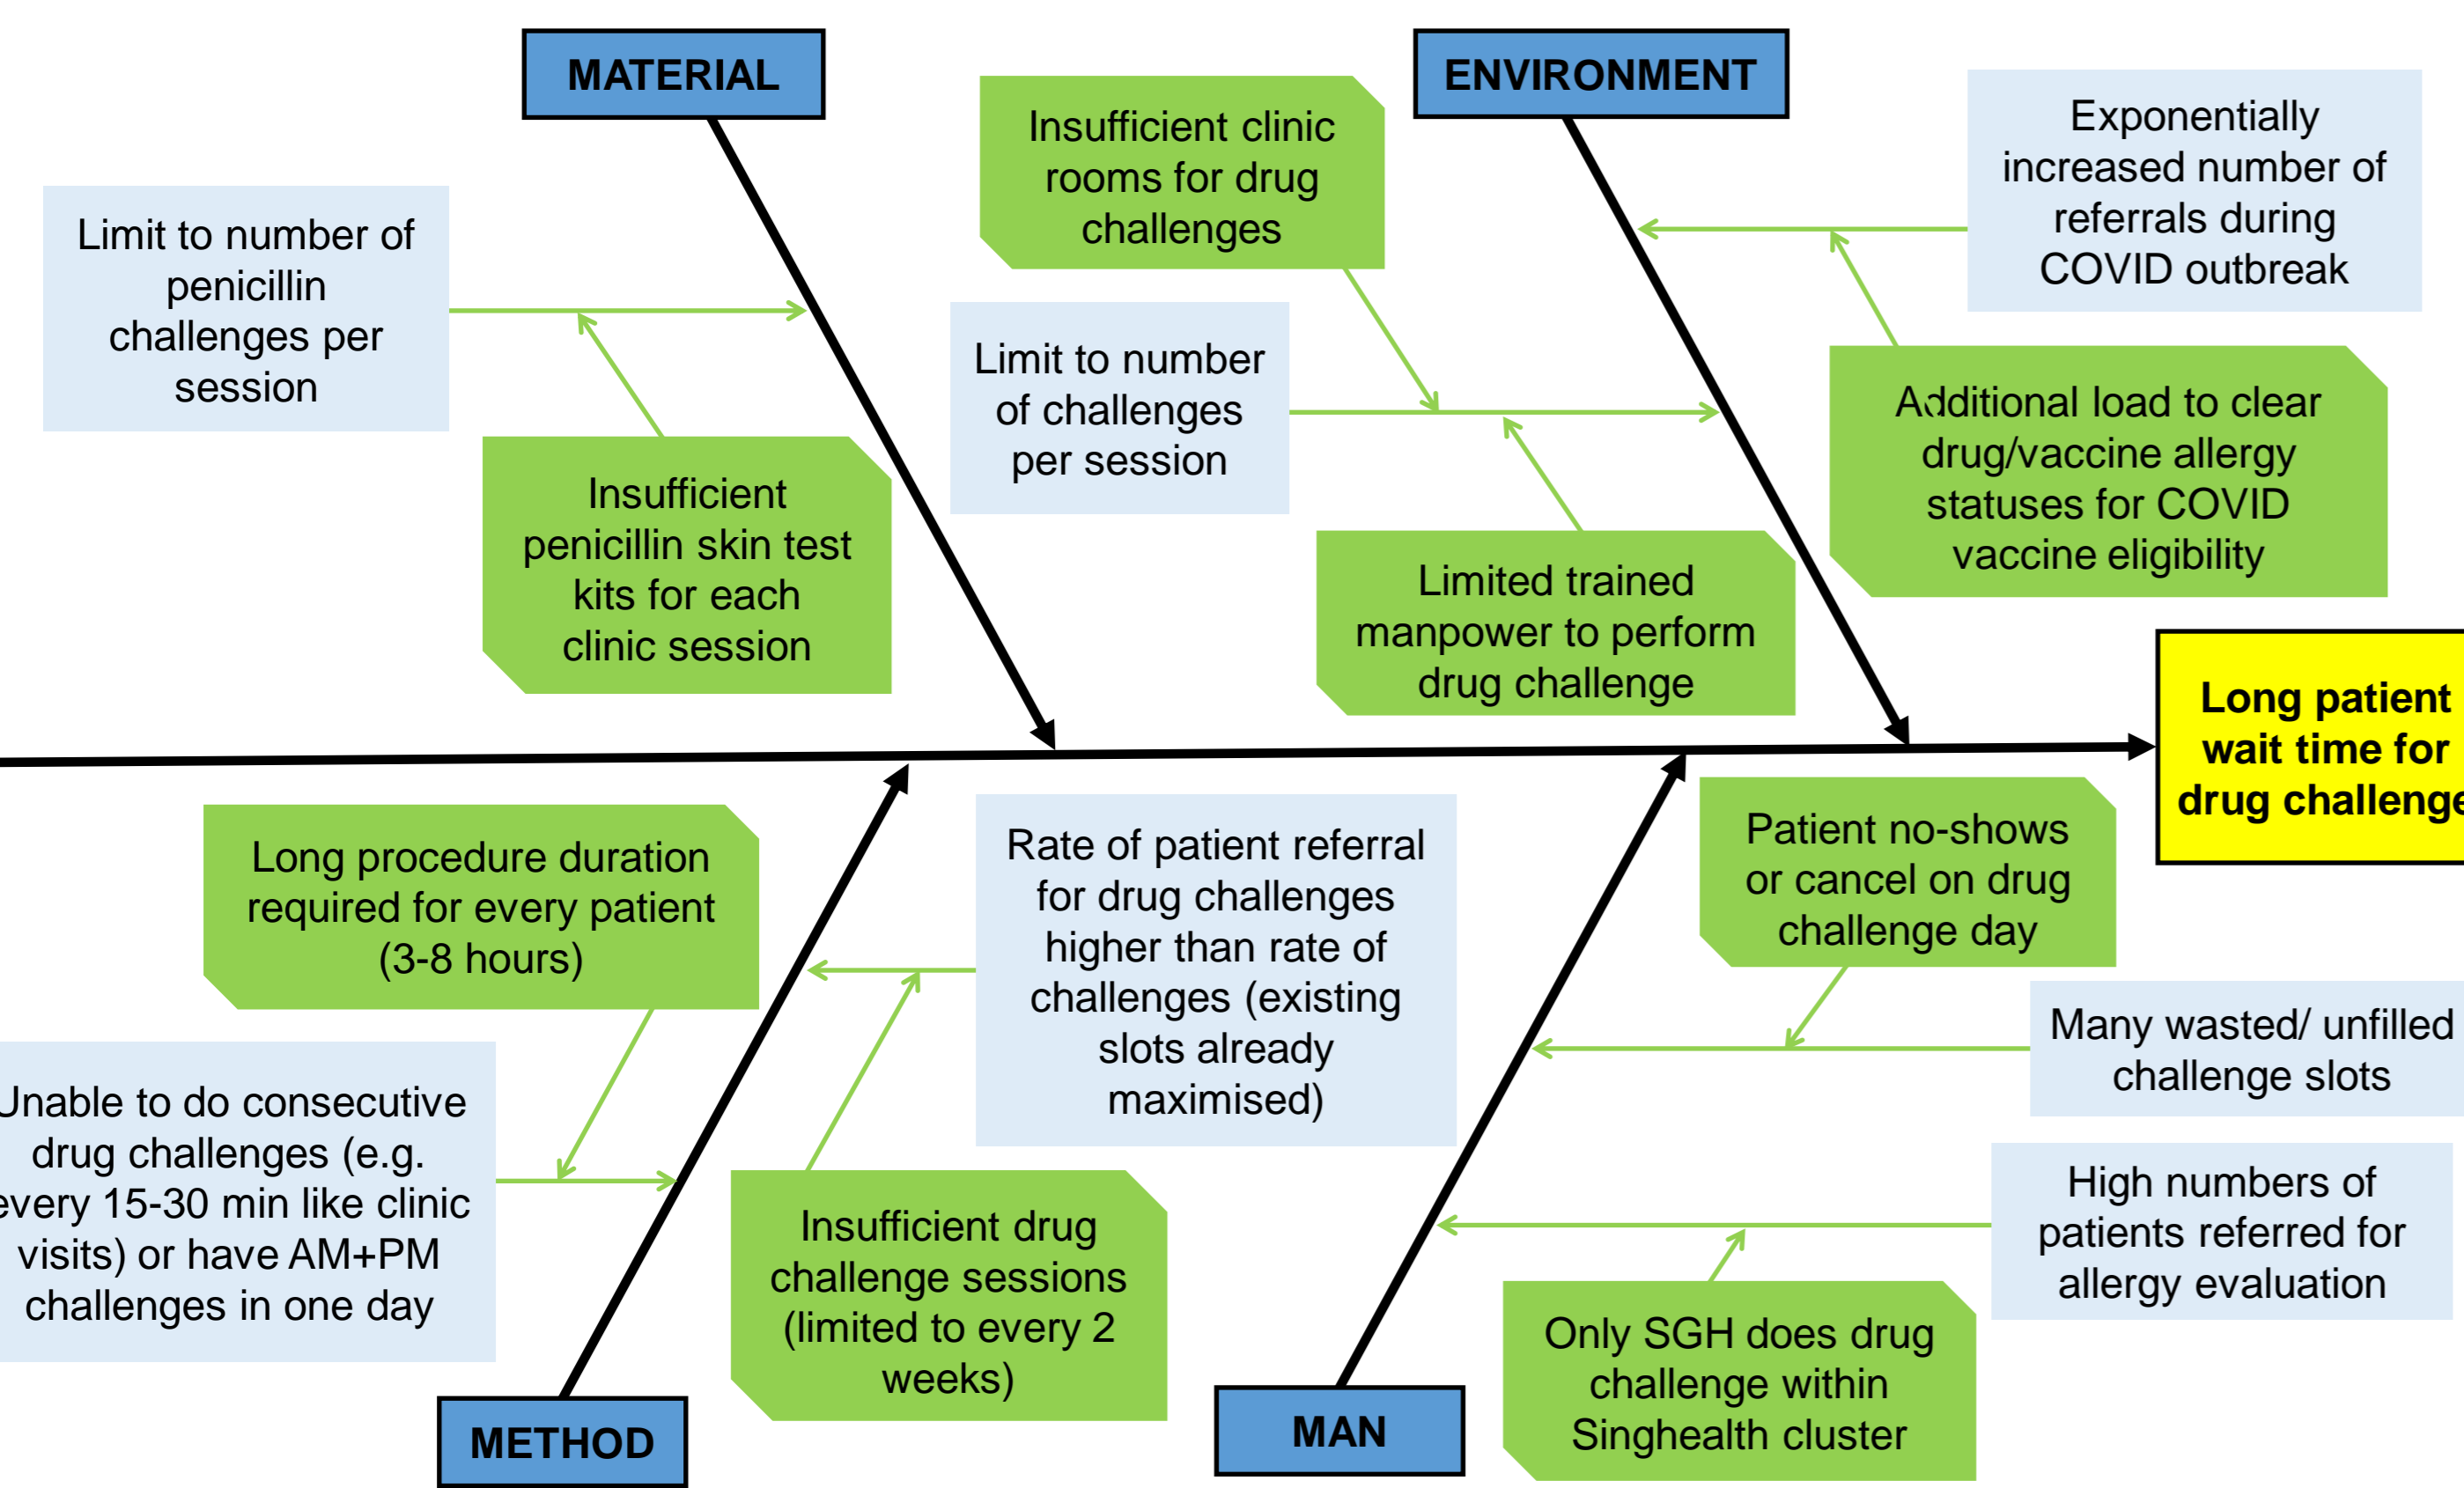 MATERIAL
ENVIRONMENT
Limit to number of
penicillin
challenges per
session
Insufficient
penicillin skin test
kits for each
clinic session
Insufficient clinic
rooms for drug
challenges
Limit to number
of challenges
per session
Limited trained
manpower to perform
drug challenge
Exponentially
increased number of
referrals during
COVID outbreak
Additional load to clear
drug/vaccine allergy
statuses for COVID
vaccine eligibility
Long patient
wait time for
drug challenge
Long procedure duration
required for every patient
(3-8 hours)
Unable to do consecutive
drug challenges (e.g.
every 15-30 min like clinic
visits) or have AM+PM
challenges in one day
Rate of patient referral
for drug challenges
higher than rate of
challenges (existing
slots already
maximised)
Insufficient drug
challenge sessions
(limited to every 2
weeks)
Patient no-shows
or cancel on drug
challenge day
Many wasted/ unfilled
challenge slots
High numbers of
patients referred for
allergy evaluation
Only SGH does drug
challenge within
Singhealth cluster
METHOD
MAN